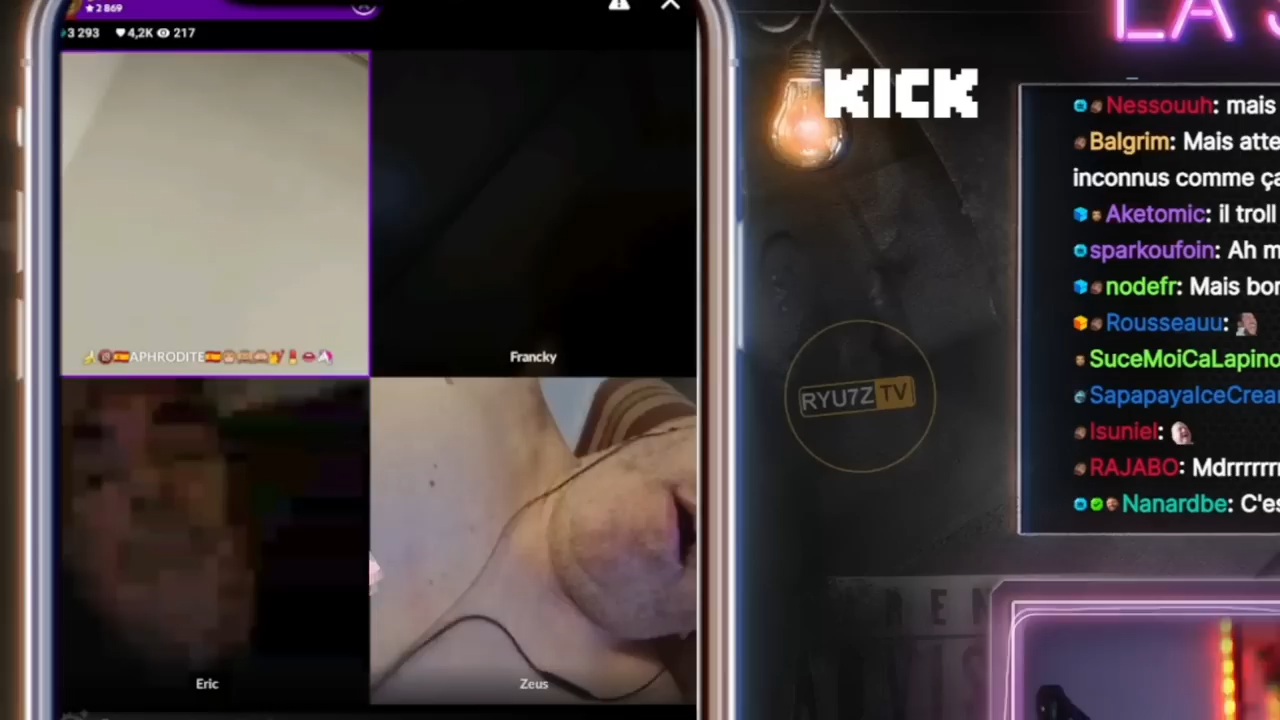 ★2 869
3 293 ♥4,2K 217
APHRODITE
Francky
Eric
Zeus
KICK
RYU7Z TV
LA
Nessouuh: mais
Balgrim: Mais atte
inconnus comme ça
Aketomic: il troll
sparkoufoin: Ah m
nodefr: Mais bor
Rousseauu:
SuceMoiCaLapino
SapapayaIceCrea
Isuniel:
RAJABO: Mdrrrrrr
Nanardbe: C'es